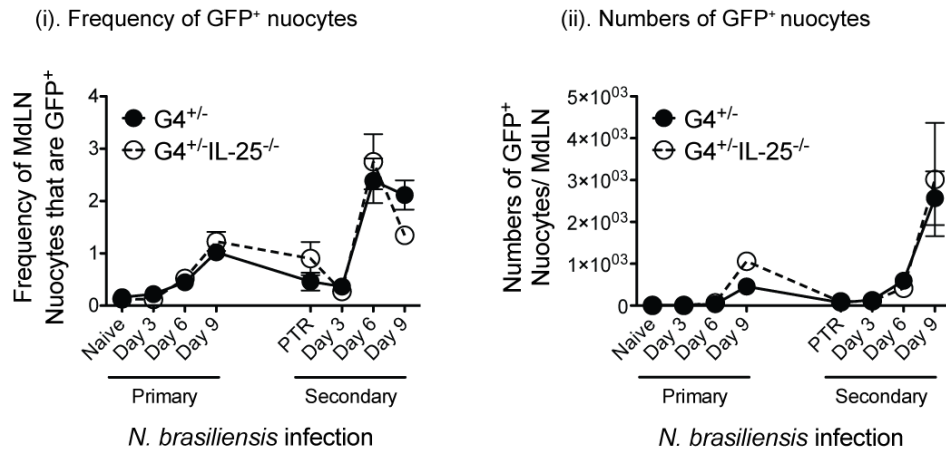 (i). Frequency of GFP⁺ nuocytes
Frequency of MdLN
Nuocytes that are GFP⁺
4
3
2
1
0
G4⁺/⁻
G4⁺/⁻IL-25⁻/⁻
Naive
Day 3
Day 6
Day 9
PTR
Day 3
Day 6
Day 9
Primary
Secondary
N. brasiliensis infection
(ii). Numbers of GFP⁺ nuocytes
Numbers of GFP⁺
Nuocytes/ MdLN
5×10⁰³
4×10⁰³
3×10⁰³
2×10⁰³
1×10⁰³
0
G4⁺/⁻
G4⁺/⁻IL-25⁻/⁻
Naive
Day 3
Day 6
Day 9
PTR
Day 3
Day 6
Day 9
Primary
Secondary
N. brasiliensis infection